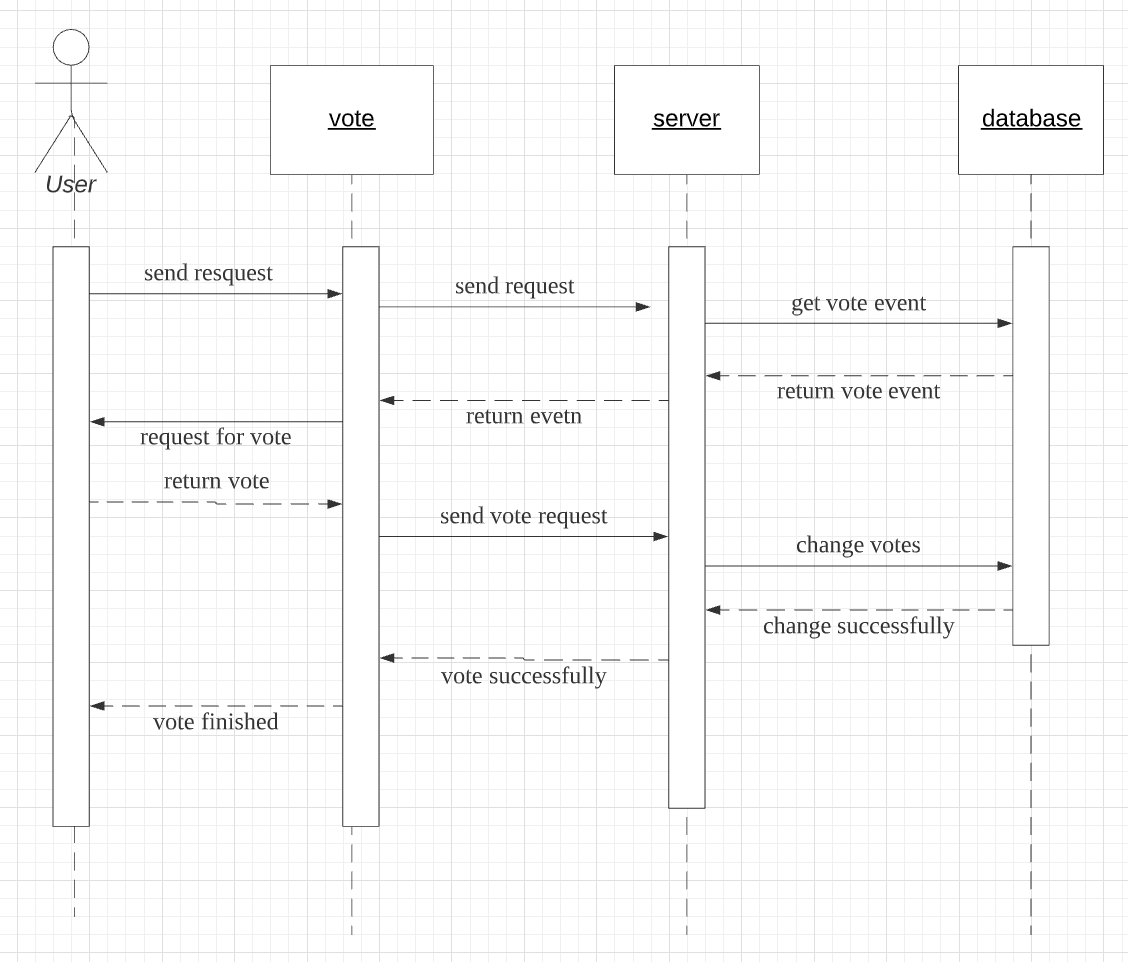 User
vote
server
database
send resquest
send request
get vote event
return vote event
return evetn
request for vote
return vote
send vote request
change votes
change successfully
vote successfully
vote finished